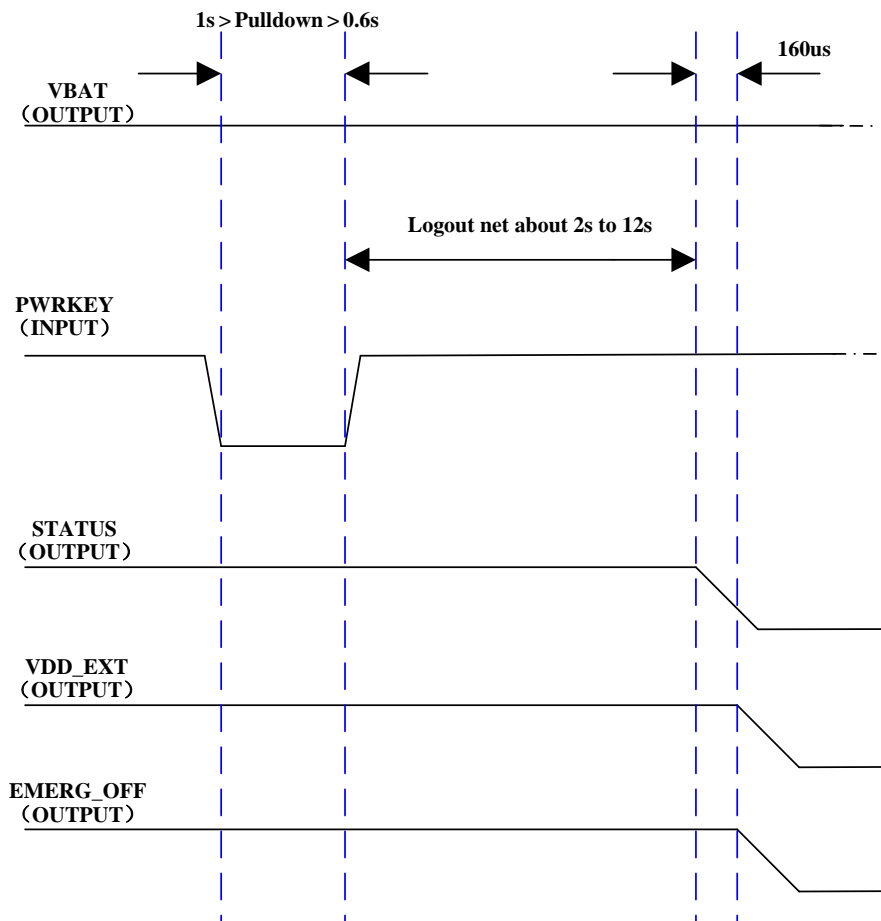 1s＞Pulldown＞0.6s
160us
VBAT
（OUTPUT）
Logout net about 2s to 12s
PWRKEY
（INPUT）
STATUS
（OUTPUT）
VDD_EXT
（OUTPUT）
EMERG_OFF
（OUTPUT）